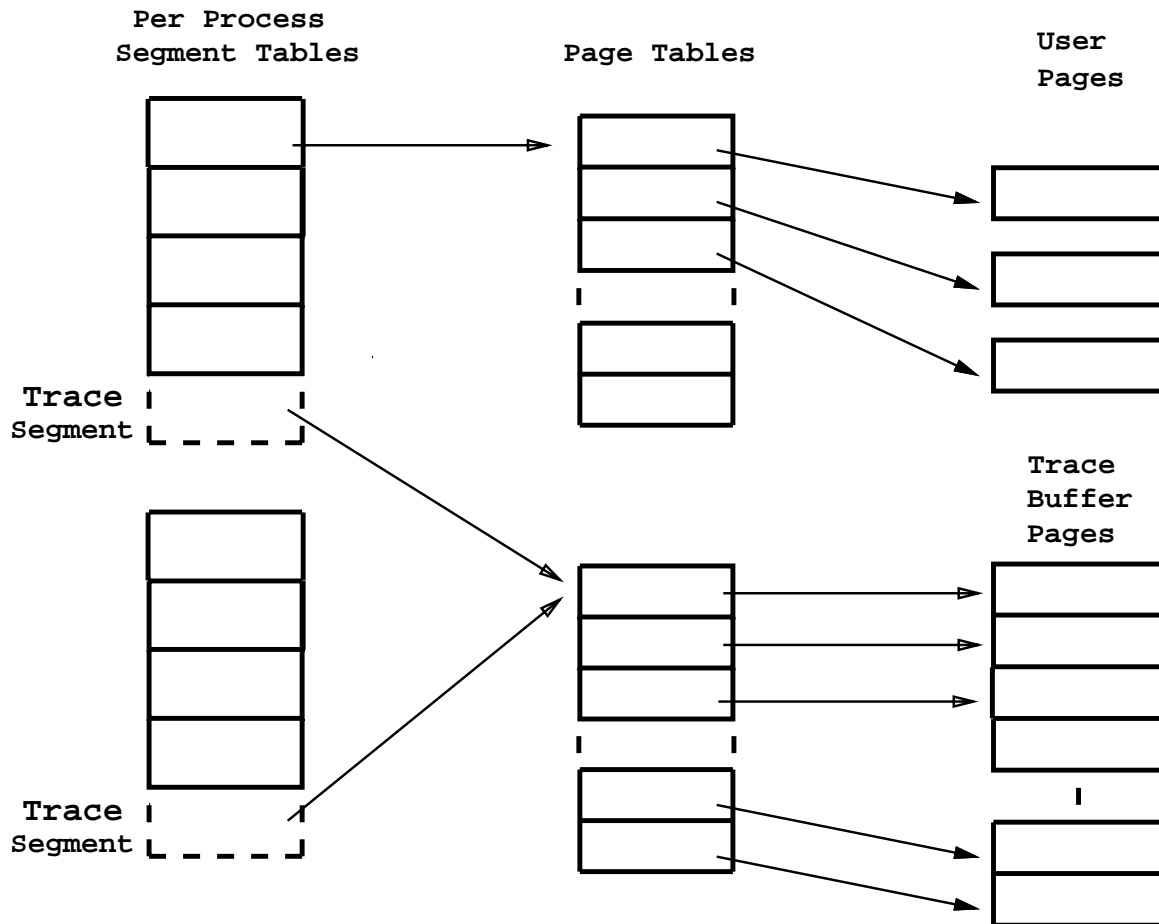 Per Process
Segment Tables
Page Tables
User
Pages
Trace
Segment
Trace
Buffer
Pages
Trace
Segment